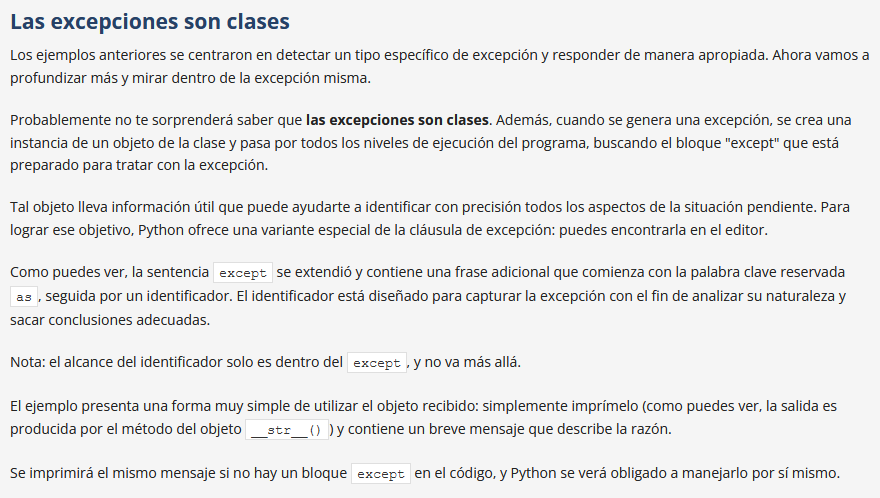 Las excepciones son clases
Los ejemplos anteriores se centraron en detectar un tipo específico de excepción y responder de manera apropiada. Ahora vamos a
profundizar más y mirar dentro de la excepción misma.
Probablemente no te sorprenderá saber que las excepciones son clases. Además, cuando se genera una excepción, se crea una
instancia de un objeto de la clase y pasa por todos los niveles de ejecución del programa, buscando el bloque "except" que está
preparado para tratar con la excepción.
Tal objeto lleva información útil que puede ayudarte a identificar con precisión todos los aspectos de la situación pendiente. Para
lograr ese objetivo, Python ofrece una variante especial de la cláusula de excepción: puedes encontrarla en el editor.
Como puedes ver, la sentencia except se extendió y contiene una frase adicional que comienza con la palabra clave reservada
as , seguida por un identificador. El identificador está diseñado para capturar la excepción con el fin de analizar su naturaleza y
sacar conclusiones adecuadas.
Nota: el alcance del identificador solo es dentro del except , y no va más allá.
El ejemplo presenta una forma muy simple de utilizar el objeto recibido: simplemente imprímelo (como puedes ver, la salida es
producida por el método del objeto __str__() ) y contiene un breve mensaje que describe la razón.
Se imprimirá el mismo mensaje si no hay un bloque except en el código, y Python se verá obligado a manejarlo por sí mismo.